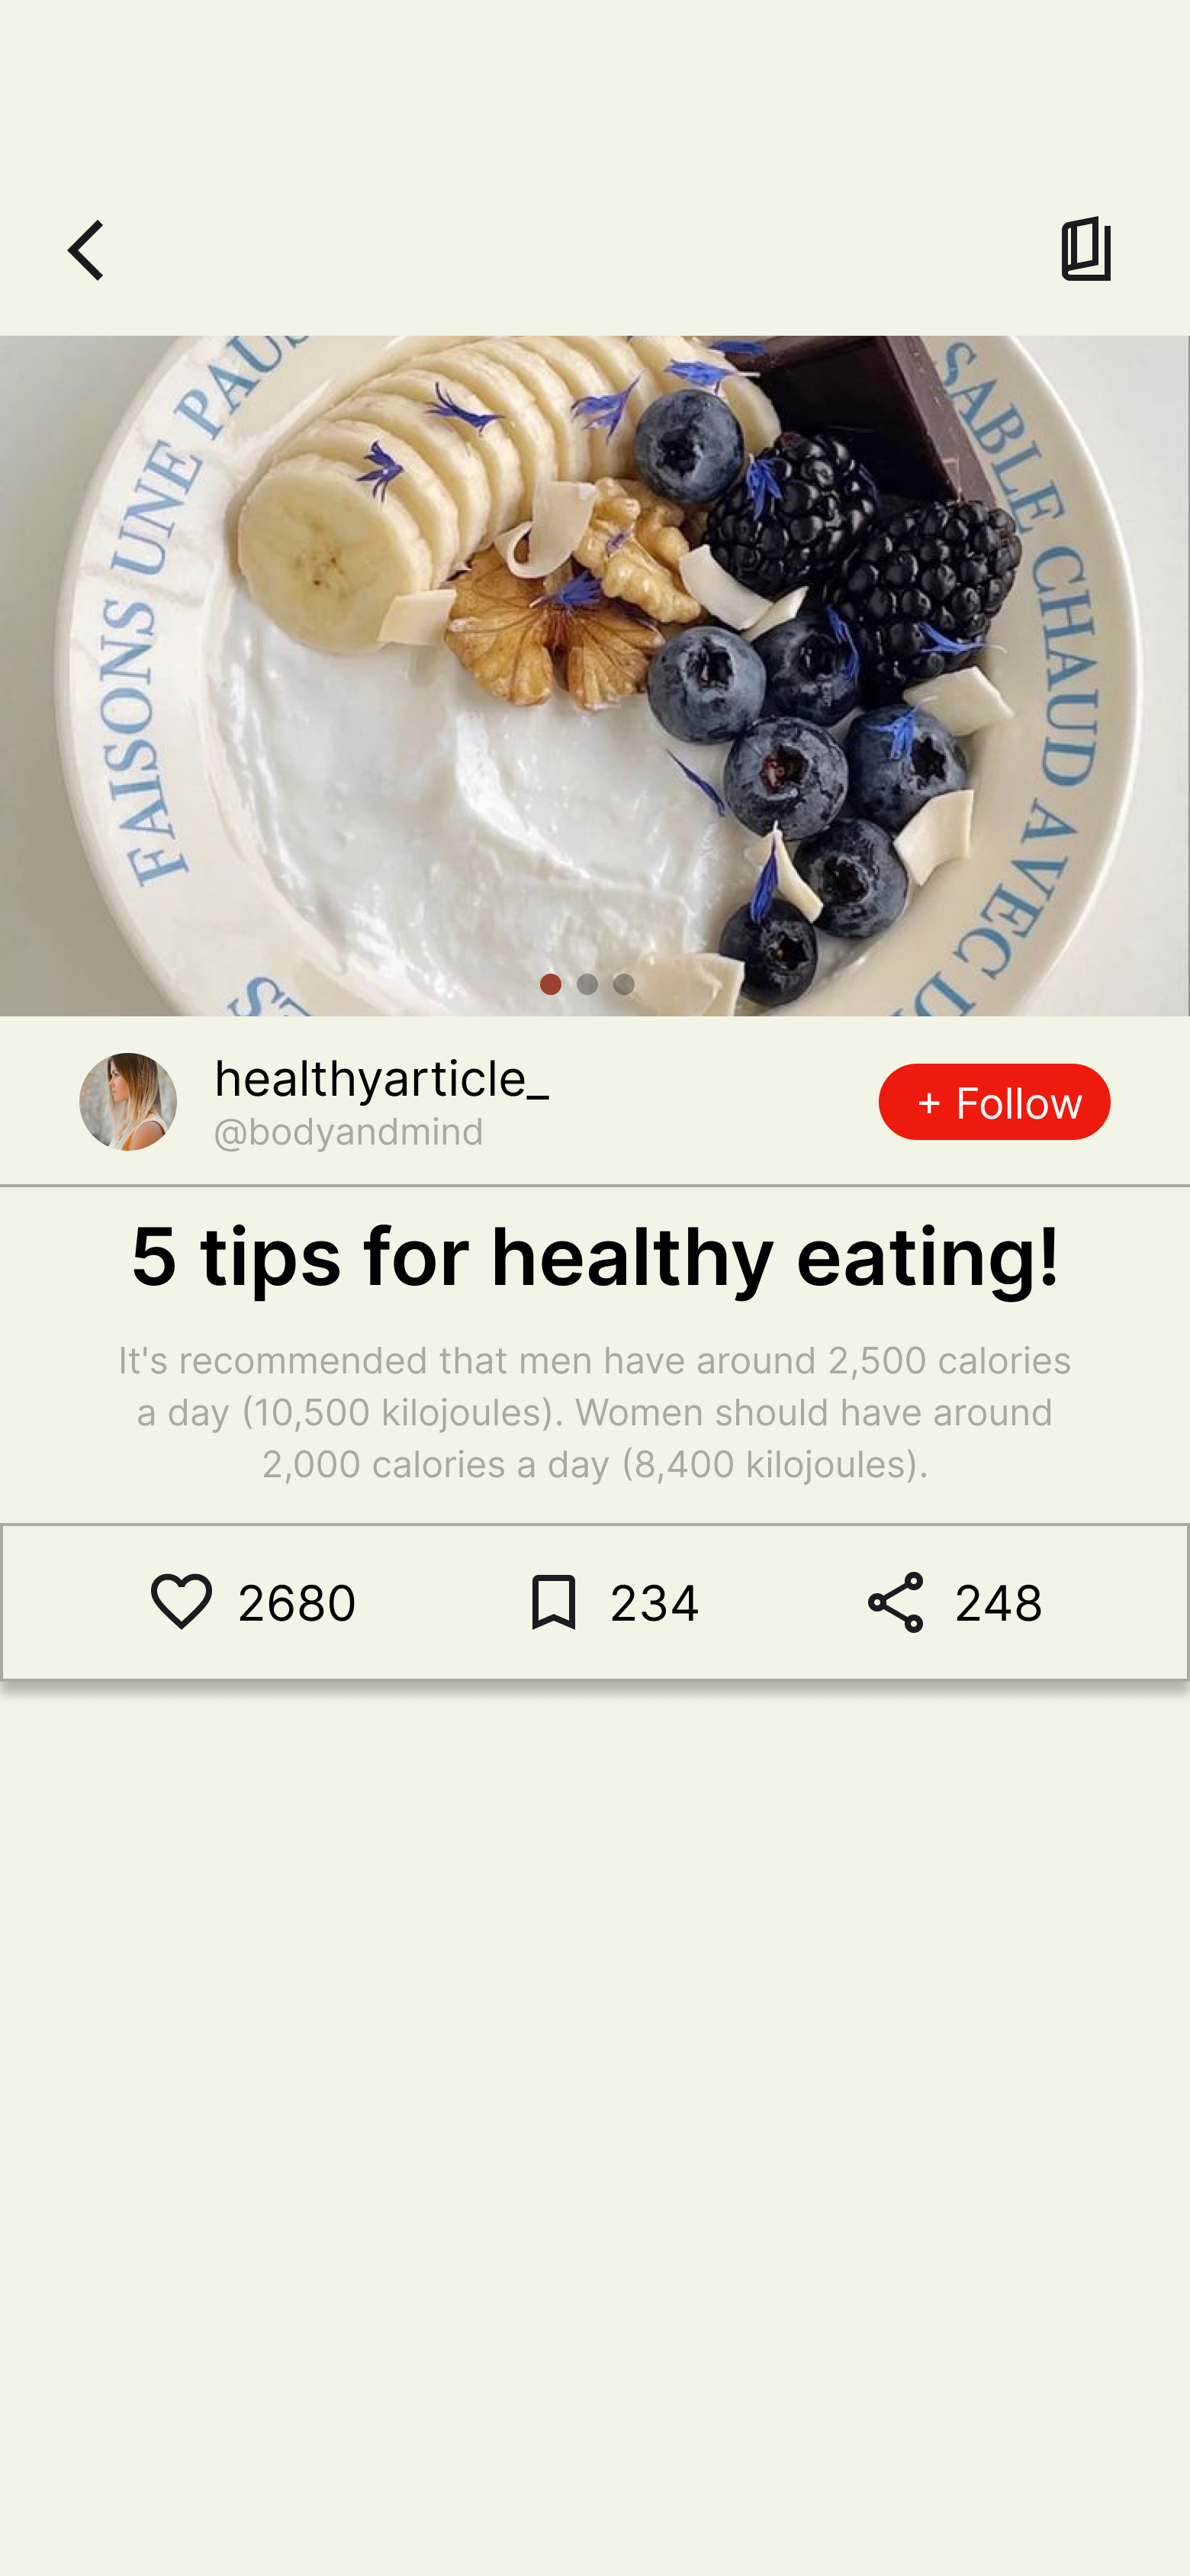 FAISONS UNE PAUS
SABLE CHAUD AVEC
healthyarticle_
@bodyandmind
+ Follow
5 tips for healthy eating!
It's recommended that men have around 2,500 calories
a day (10,500 kilojoules). Women should have around
2,000 calories a day (8,400 kilojoules).
2680
234
248